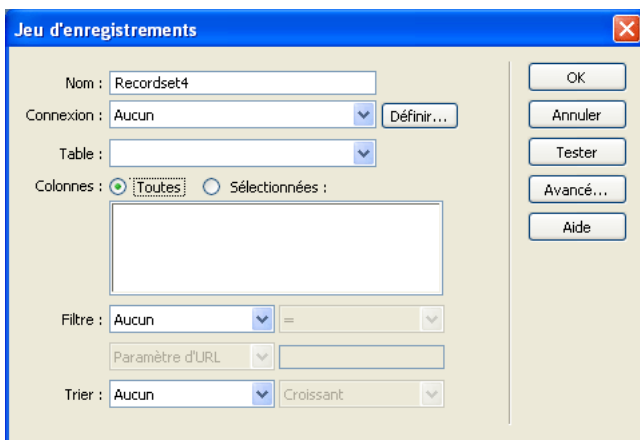 Jeu d'enregistrements
Nom : Recordset4
OK
Connexion : Aucun Définir...
Annuler
Table :
Tester
Colonnes : Toutes Sélectionnées :
Avancé...
Aide
Filtre : Aucun =
Paramètre d'URL
Trier : Aucun Croissant